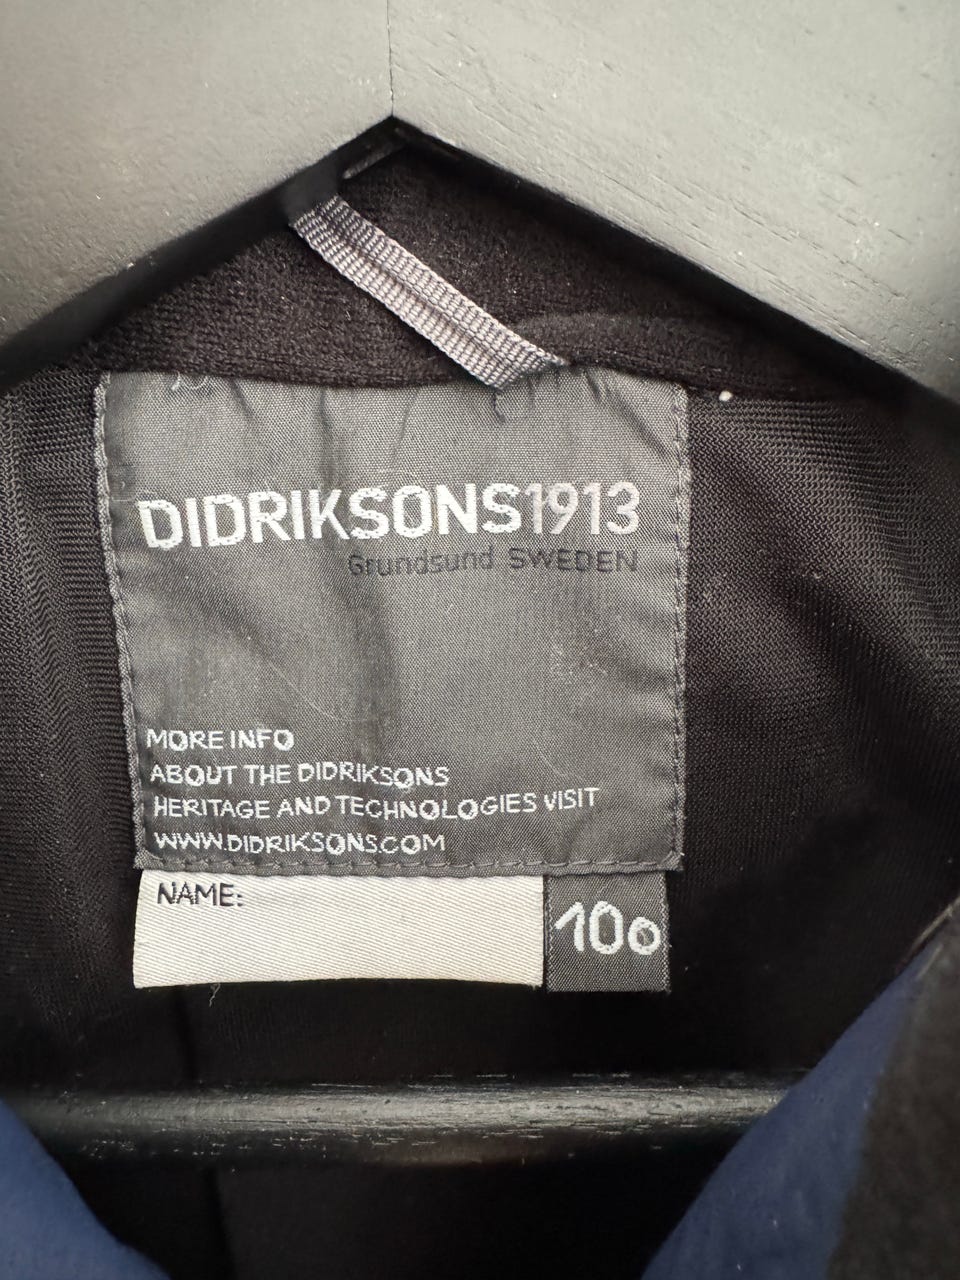 DIDRIKSONS1913
Grundsund SWEDEN
MORE INFO
ABOUT THE DIDRIKSONS
HERITAGE AND TECHNOLOGIES VISIT
WWW.DIDRIKSONS.COM
NAME:
100